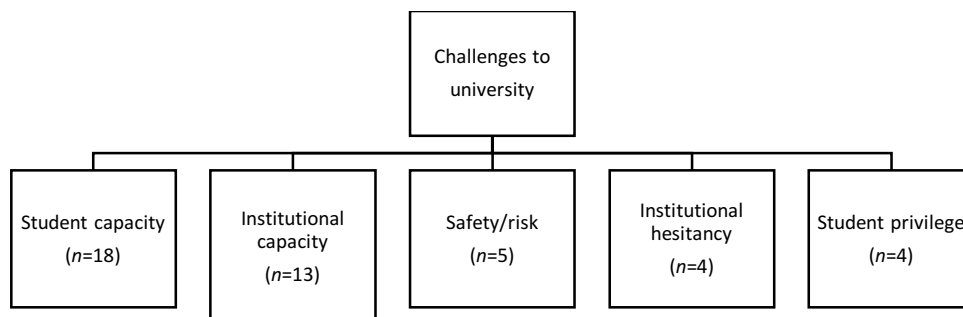 Challenges to
university
Student capacity
(n=18)
Institutional
capacity
(n=13)
Safety/risk
(n=5)
Institutional
hesitancy
(n=4)
Student privilege
(n=4)